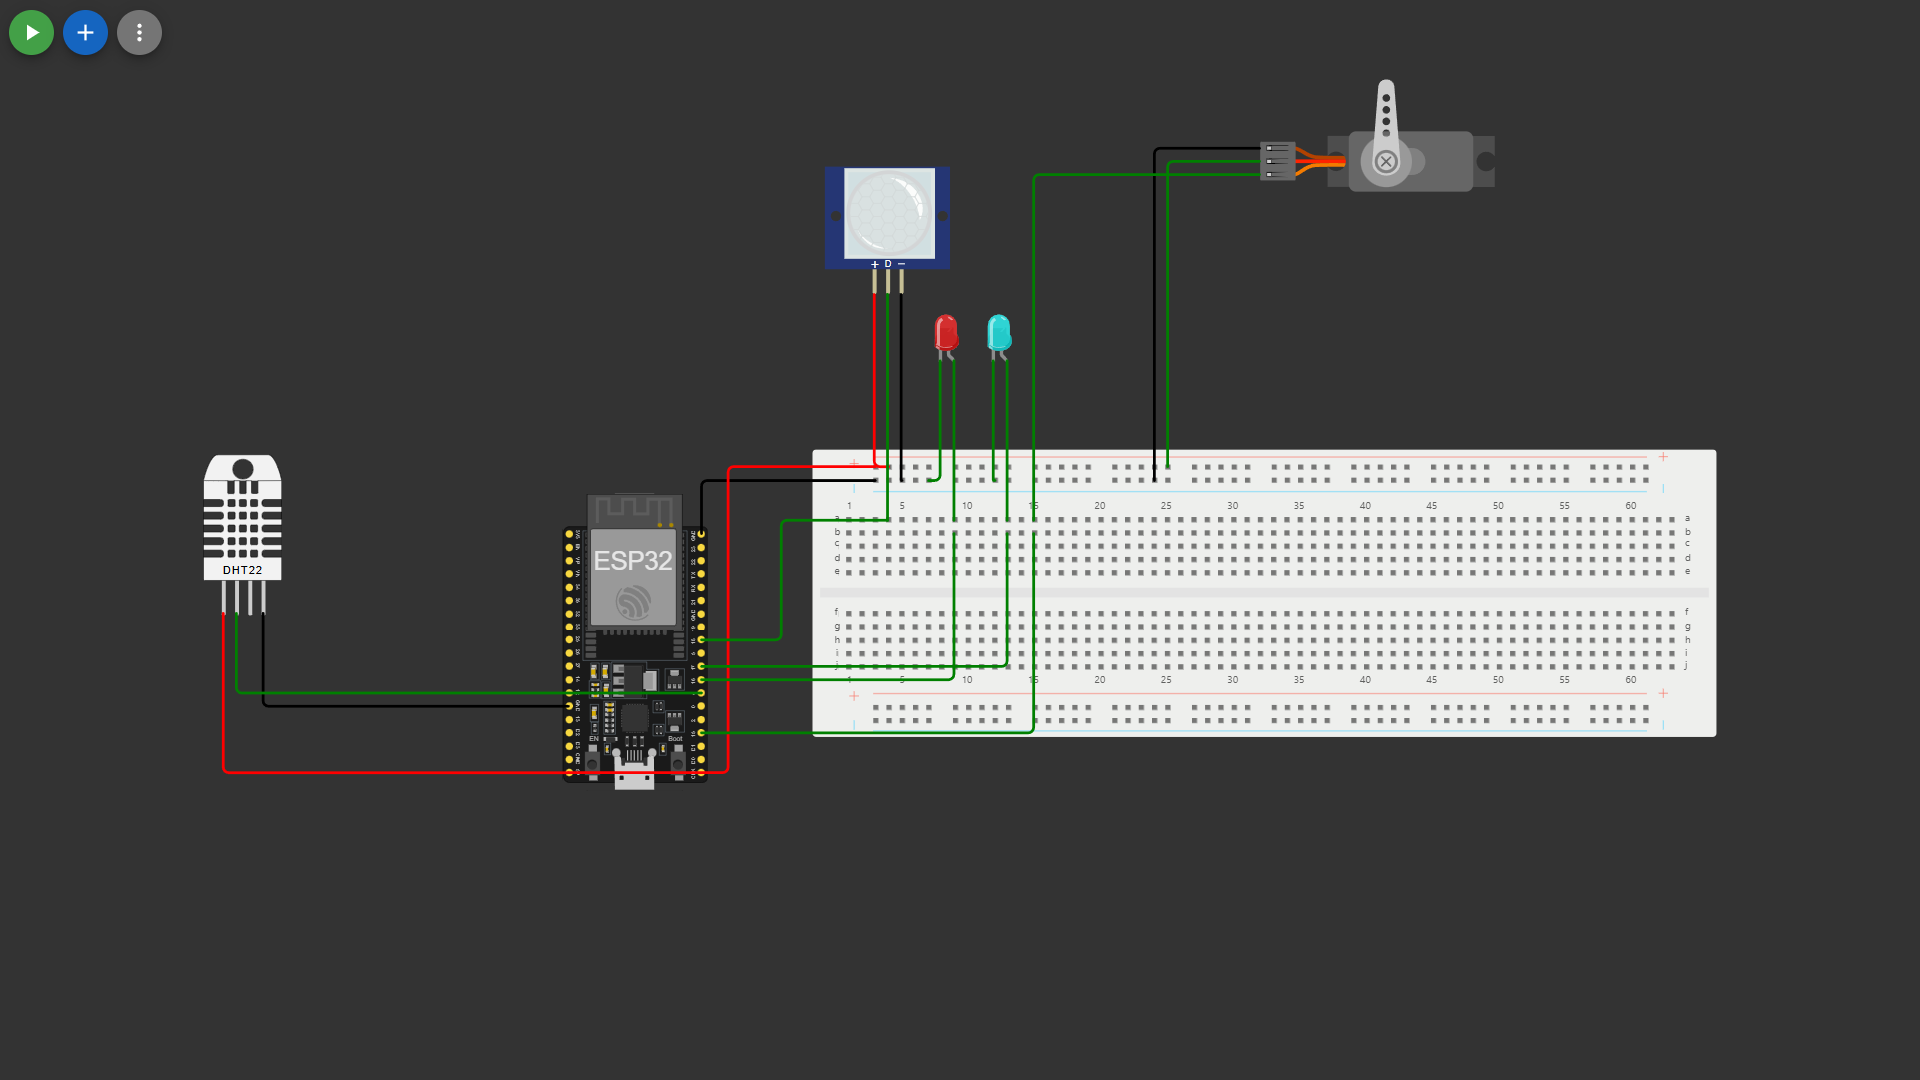 + D −
+ +
1 5 10 15 20 25 30 35 40 45 50 55 60
a a
b b
c c
d d
e e
ESP32
DHT22
f f
g g
h h
i i
j j
1 5 10 15 20 25 30 35 40 45 50 55 60
+ +
EN Boot